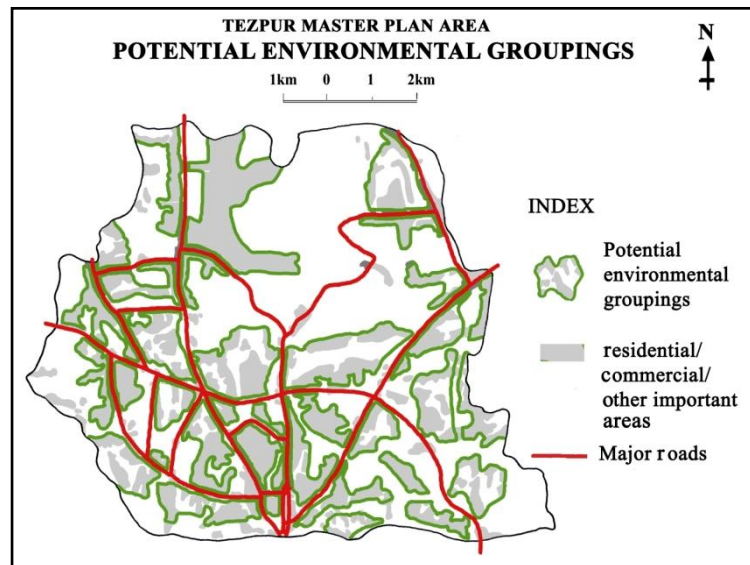 TEZPUR MASTER PLAN AREA
POTENTIAL ENVIRONMENTAL GROUPINGS
N
1km 0 1 2km
INDEX
Potential
environmental
groupings
residential/
commercial/
other important
areas
Major roads